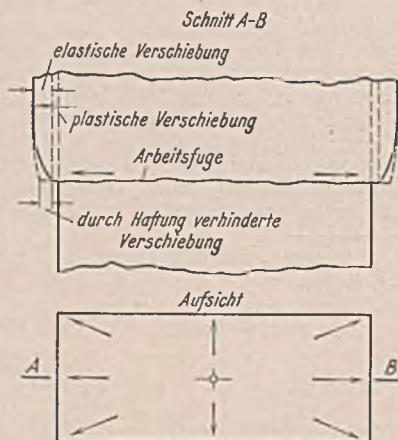 Schnitt A-B
elastische Verschiebung
plastische Verschiebung
Arbeitsfuge
durch Haftung verhinderte
Verschiebung
Aufsicht
A
B